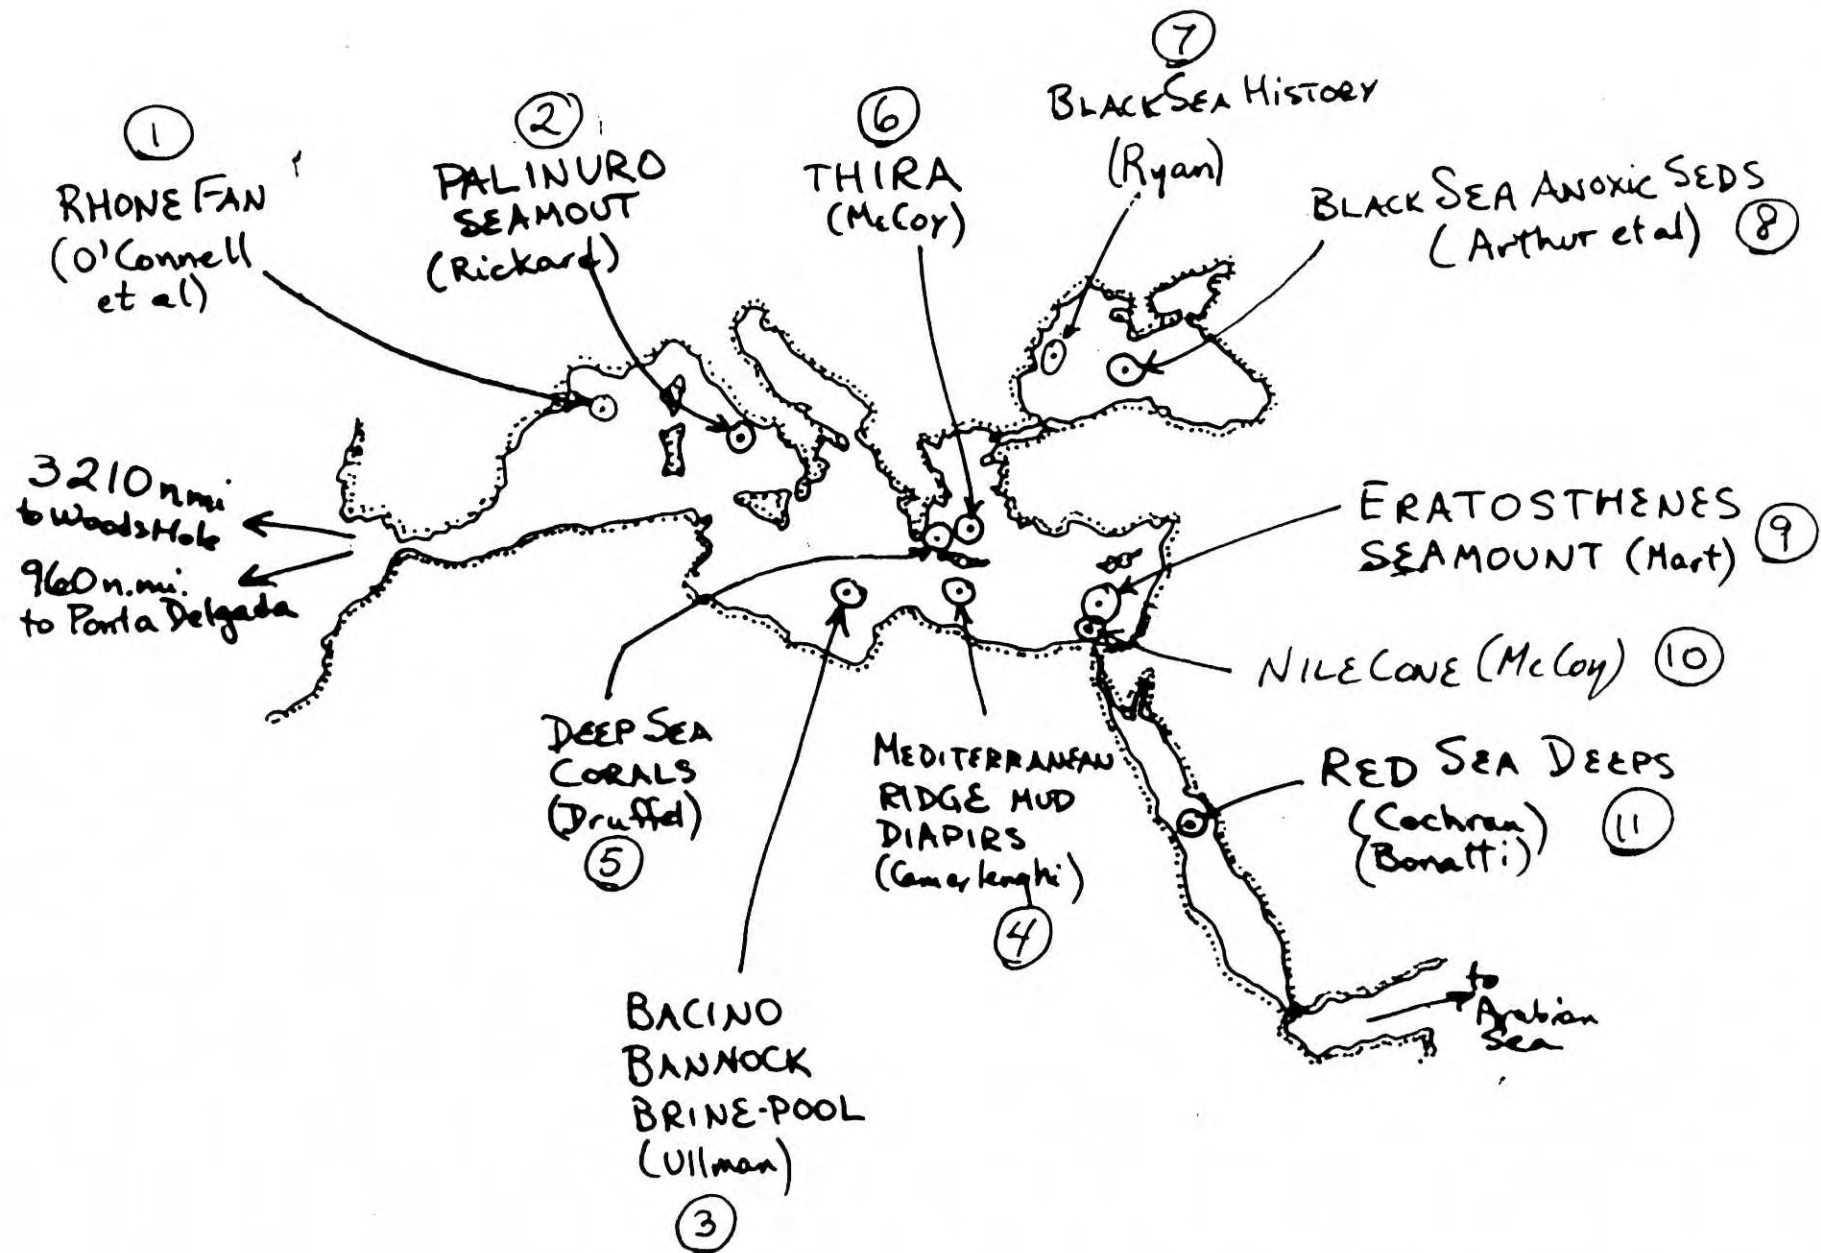 1
RHONE FAN
(O'Connell
et al)
2
PALINURO
SEAMOUT
(Rickard)
6
THIRA
(McCoy)
7
BLACK SEA HISTORY
(Ryan)
BLACK SEA ANOXIC SEDS
(Arthur et al) 8
3210 nmi
to Woods Hole
960 n.mi.
to Ponta Delgada
ERATOSTHENES
SEAMOUNT (Mart) 9
NILE CONE (McCoy) 10
DEEP SEA
CORALS
(Druffel)
5
MEDITERRANEAN
RIDGE MUD
DIAPIRS
(Camerlenghi)
4
RED SEA DEEPS
(Cochran)
(Bonatti)
11
BACINO
BANNOCK
BRINE-POOL
(Ullman)
3
to
Arabian
Sea